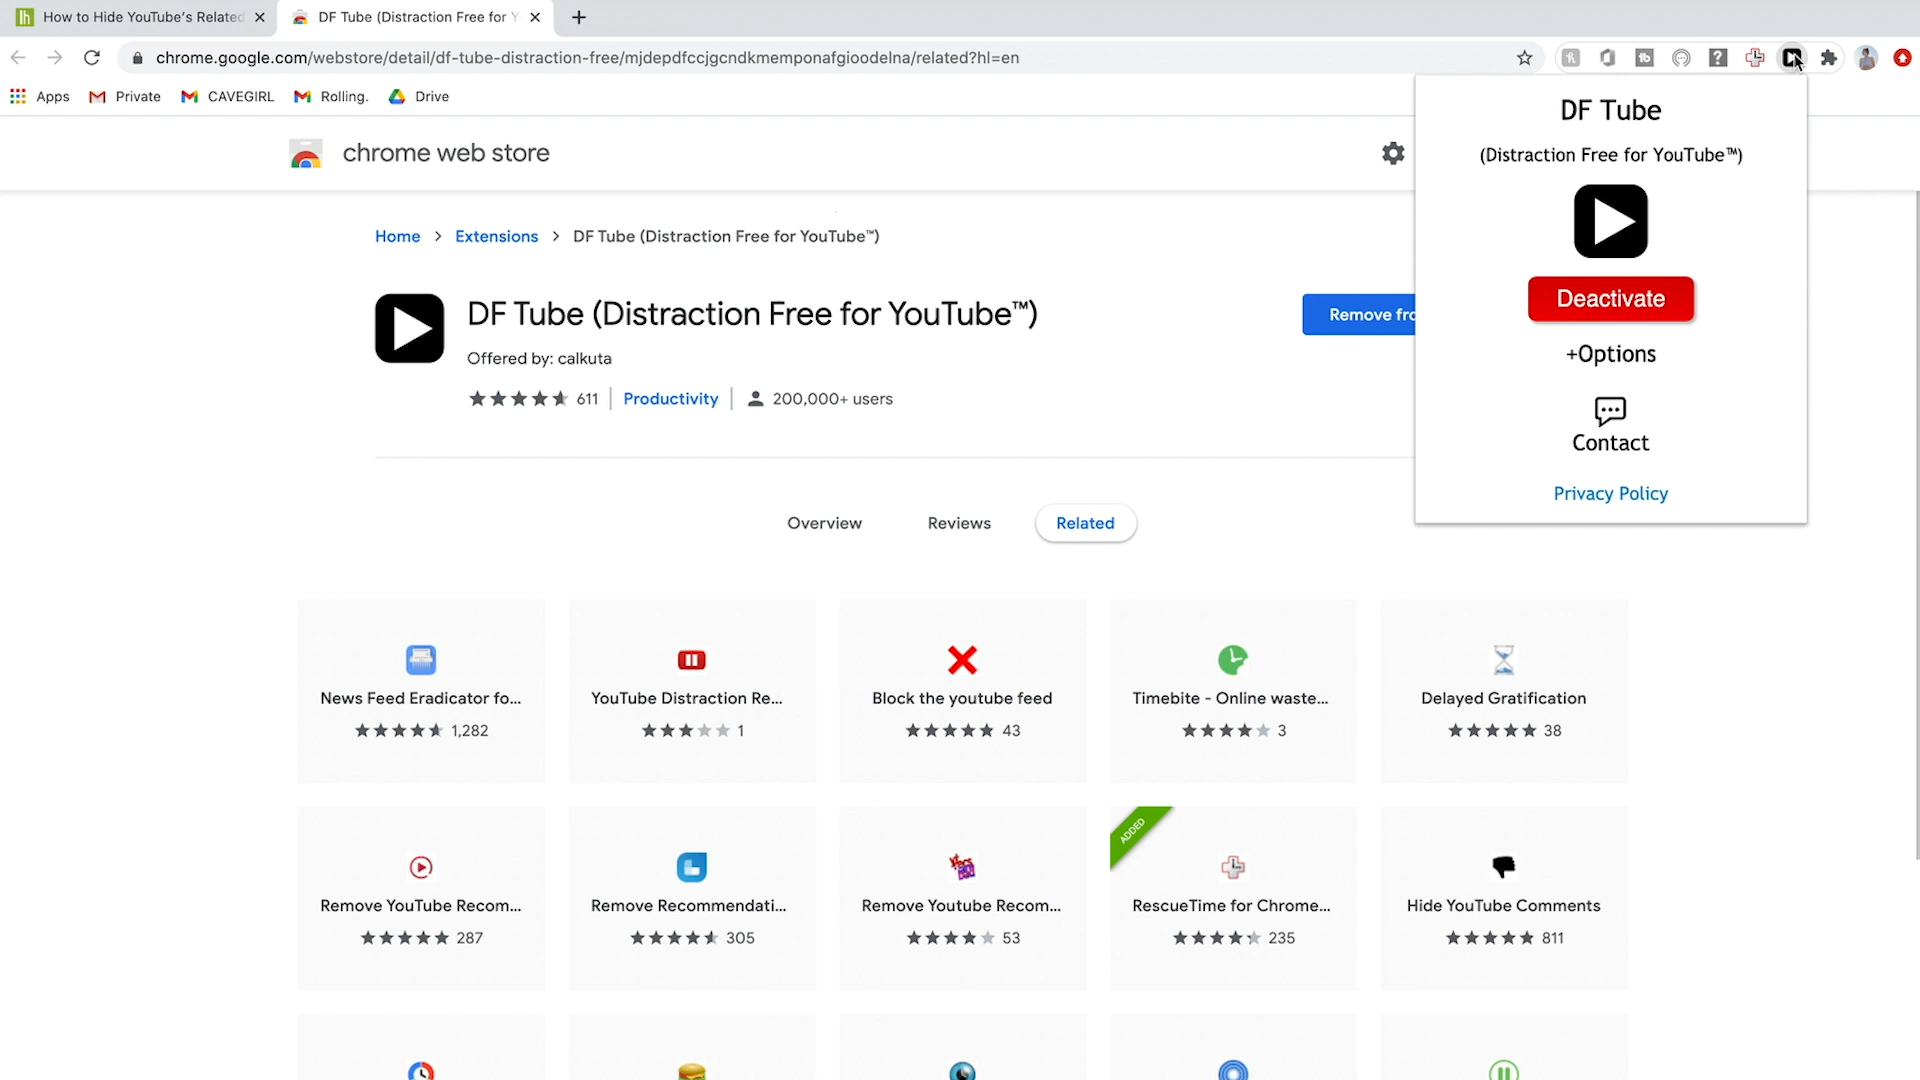 How to Hide YouTube's Related
DF Tube (Distraction Free for Y
chrome.google.com/webstore/detail/df-tube-distraction-free/mjdepdfccjgcndkmemponafgioodelna/related?hl=en
Apps
Private
CAVEGIRL
Rolling.
Drive
DF Tube
(Distraction Free for YouTube™)
Deactivate
+Options
Contact
Privacy Policy
chrome web store
Home > Extensions > DF Tube (Distraction Free for YouTube™)
DF Tube (Distraction Free for YouTube™)
Remove fro
Offered by: calkuta
611 | Productivity | 200,000+ users
Overview
Reviews
Related
News Feed Eradicator fo...
1,282
YouTube Distraction Re...
1
Block the youtube feed
43
Timebite - Online waste...
3
Delayed Gratification
38
Remove YouTube Recom...
287
Remove Recommendati...
305
Remove Youtube Recom...
53
ADDED
RescueTime for Chrome...
235
Hide YouTube Comments
811